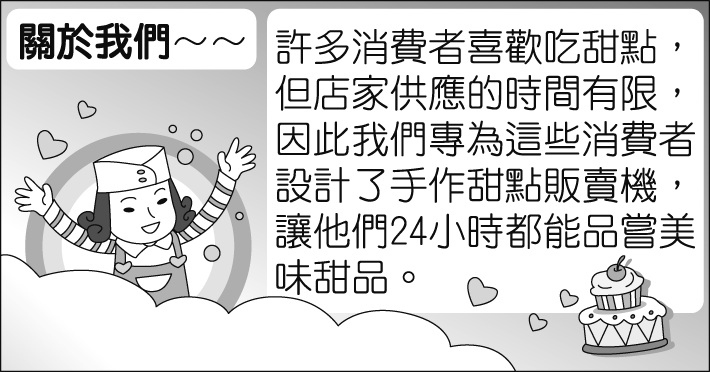 關於我們～～
許多消費者喜歡吃甜點，
但店家供應的時間有限，
因此我們專為這些消費者
設計了手作甜點販賣機，
讓他們24小時都能品嘗美
味甜品。